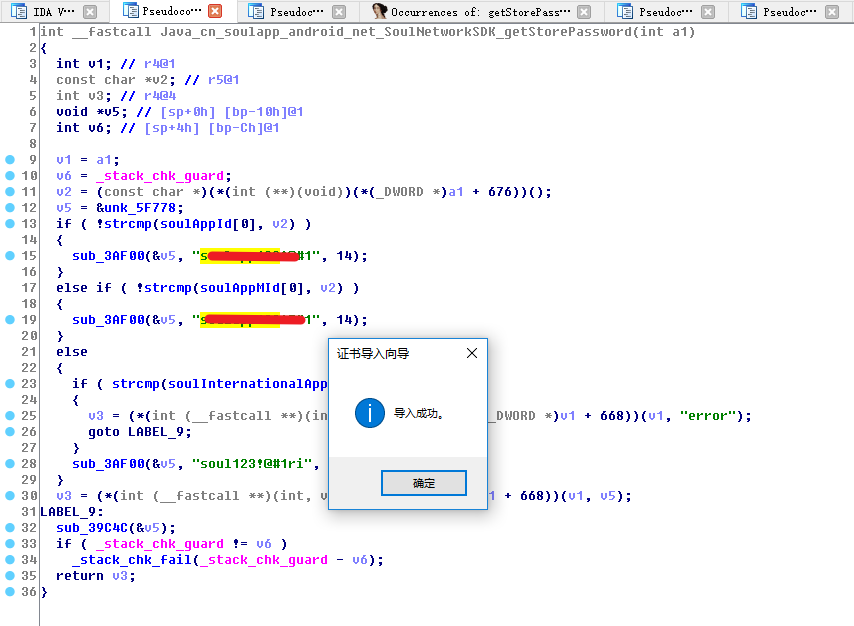 IDA V···
Pseudoco···
Pseudoc···
Occurrences of: getStorePass···
Pseudoc···
Pseudoc···
1 int __fastcall Java_cn_soulapp_android_net_SoulNetworkSDK_getStorePassword(int a1)
2 {
3 int v1; // r4@1
4 const char *v2; // r5@1
5 int v3; // r4@4
6 void *v5; // [sp+0h] [bp-10h]@1
7 int v6; // [sp+4h] [bp-Ch]@1
8
9 v1 = a1;
10 v6 = _stack_chk_guard;
11 v2 = (const char *)(*(int (**)(void))(*(_DWORD *)a1 + 676))();
12 v5 = &unk_5F778;
13 if ( !strcmp(soulAppId[0], v2) )
14 {
15 sub_3AF00(&v5, "s #1", 14);
16 }
17 else if ( !strcmp(soulAppMId[0], v2) )
18 {
19 sub_3AF00(&v5, "s 1", 14);
20 }
21 else
22 {
23 if ( strcmp(soulInternationalApp
24 {
25 v3 = (*(int (__fastcall **)(in _DWORD *)v1 + 668))(v1, "error");
26 goto LABEL_9;
27 }
28 sub_3AF00(&v5, "soul123!@#1ri",
29 }
30 v3 = (*(int (__fastcall **)(int, v 1 + 668))(v1, v5);
31 LABEL_9:
32 sub_39C4C(&v5);
33 if ( _stack_chk_guard != v6 )
34 _stack_chk_fail(_stack_chk_guard - v6);
35 return v3;
36 }
证书导入向导
导入成功。
确定